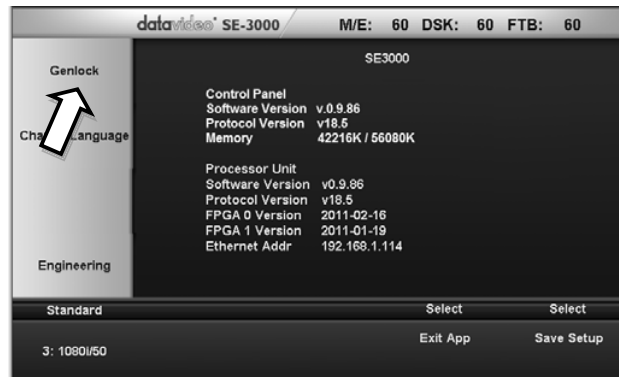 datavideo SE-3000 M/E: 60 DSK: 60 FTB: 60
Genlock
SE3000
Control Panel
Software Version v.0.9.86
Protocol Version v18.5
Memory 42216K / 56080K
Language
Processor Unit
Software Version v0.9.86
Protocol Version v18.5
FPGA 0 Version 2011-02-16
FPGA 1 Version 2011-01-19
Ethernet Addr 192.168.1.114
Engineering
Standard Select Select
Exit App Save Setup
3: 1080i/50